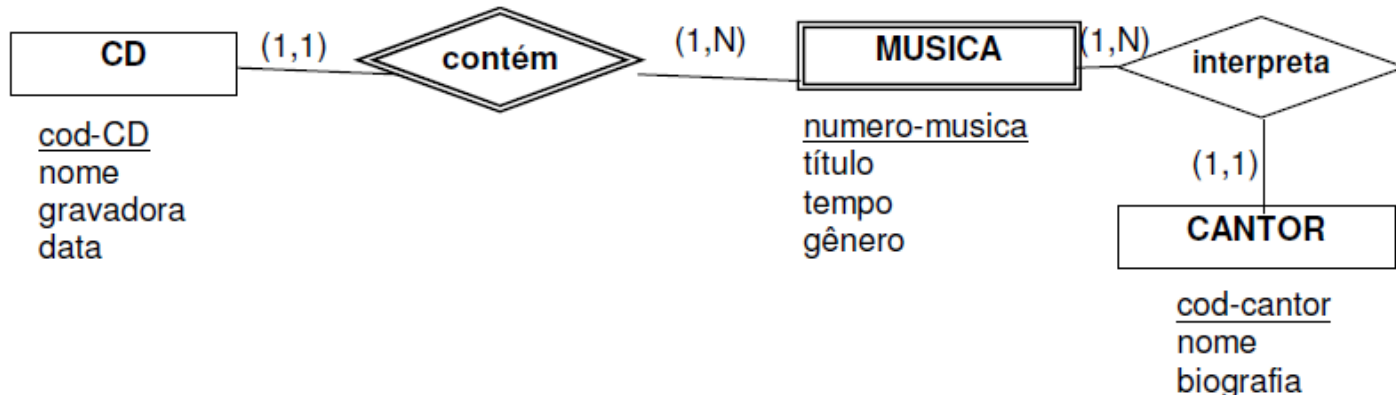 CD
(1,1)
contém
(1,N)
MUSICA
(1,N)
interpreta
cod-CD
nome
gravadora
data
numero-musica
título
tempo
gênero
(1,1)
CANTOR
cod-cantor
nome
biografia